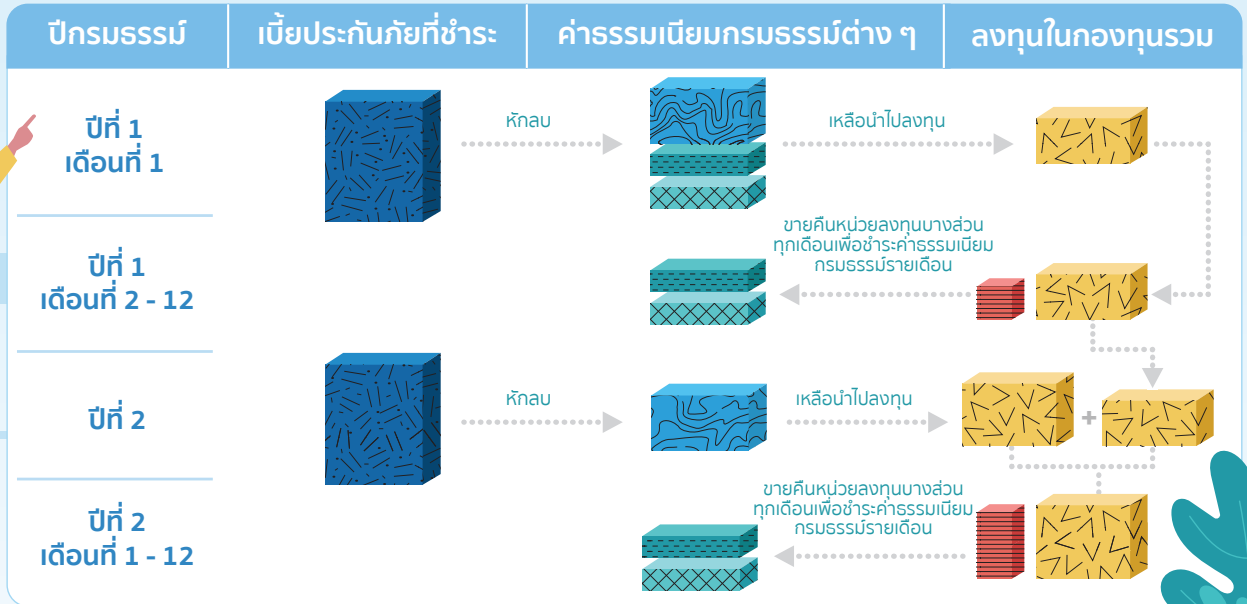 ปีกรมธรรม์
เบี้ยประกันภัยที่ชำระ
ค่าธรรมเนียมกรมธรรม์ต่าง ๆ
ลงทุนในกองทุนรวม
ปีที่ 1
เดือนที่ 1
หักลบ
เหลือนำไปลงทุน
ปีที่ 1
เดือนที่ 2 - 12
ขายคืนหน่วยลงทุนบางส่วน
ทุกเดือนเพื่อชำระค่าธรรมเนียม
กรมธรรม์รายเดือน
ปีที่ 2
หักลบ
เหลือนำไปลงทุน
+
ปีที่ 2
เดือนที่ 1 - 12
ขายคืนหน่วยลงทุนบางส่วน
ทุกเดือนเพื่อชำระค่าธรรมเนียม
กรมธรรม์รายเดือน